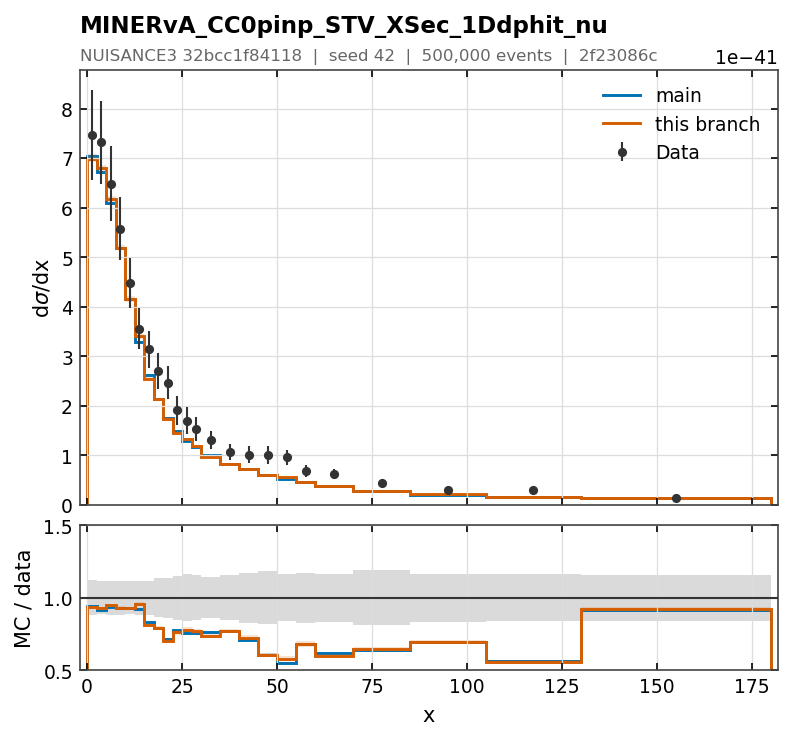 MINERvA_CC0pinp_STV_XSec_1Ddphit_nu
NUISANCE3 32bcc1f84118 | seed 42 | 500,000 events | 2f23086c
1e−41
main
this branch
Data
dσ/dx
8
7
6
5
4
3
2
1
0
MC / data
1.5
1.0
0.5
0 25 50 75 100 125 150 175
x